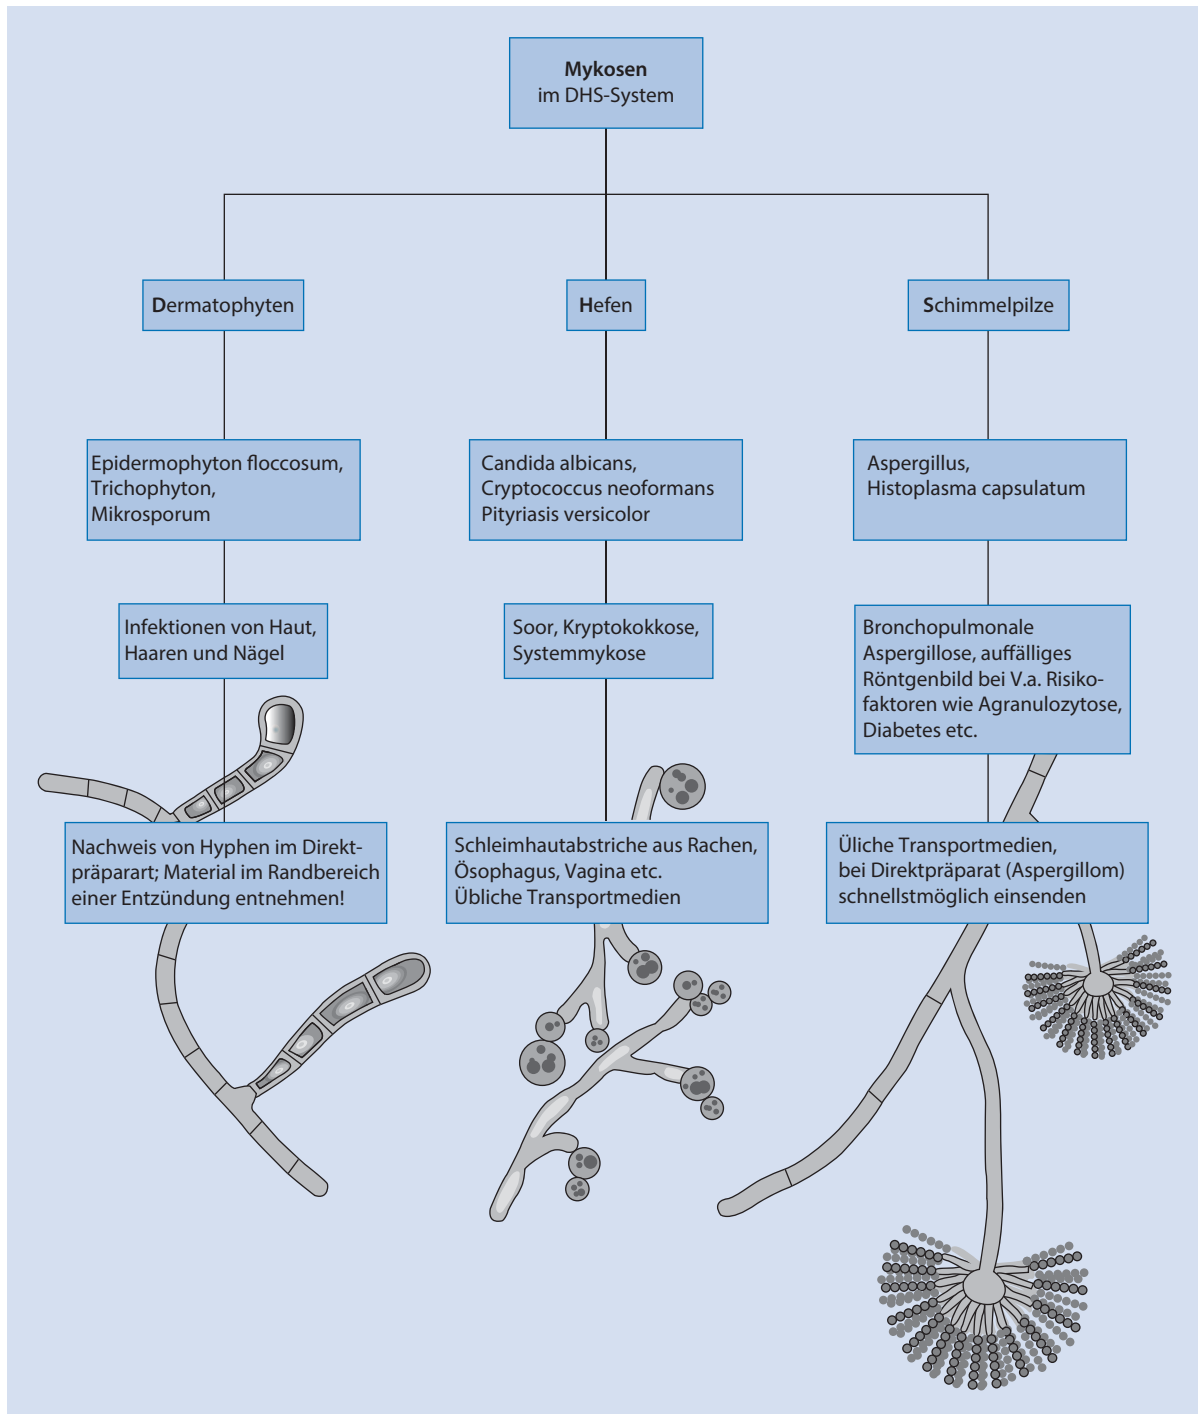 Mykosen
im DHS-System
Dermatophyten
Hefen
Schimmelpilze
Epidermophyton floccosum,
Trichophyton,
Mikrosporum
Candida albicans,
Cryptococcus neoformans
Pityriasis versicolor
Aspergillus,
Histoplasma capsulatum
Infektionen von Haut,
Haaren und Nägel
Soor, Kryptokokkose,
Systemmykose
Bronchopulmonale
Aspergillose, auffälliges
Röntgenbild bei V.a. Risiko-
faktoren wie Agranulozytose,
Diabetes etc.
Nachweis von Hyphen im Direkt-
präparart; Material im Randbereich
einer Entzündung entnehmen!
Schleimhautabstriche aus Rachen,
Ösophagus, Vagina etc.
Übliche Transportmedien
Üliche Transportmedien,
bei Direktpräparat (Aspergillom)
schnellstmöglich einsenden